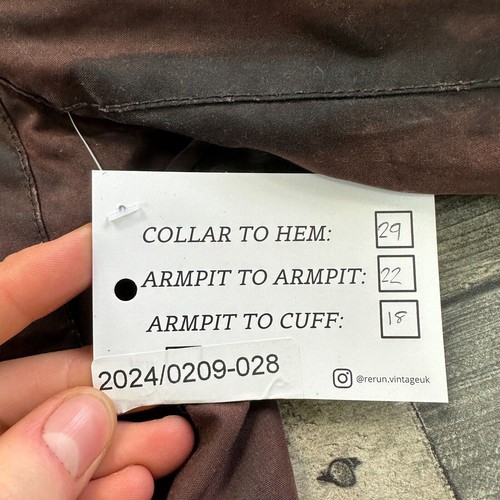 COLLAR TO HEM: 29
ARMPIT TO ARMPIT: 22
ARMPIT TO CUFF: 18
2024/0209-028
@rerun.vintageuk